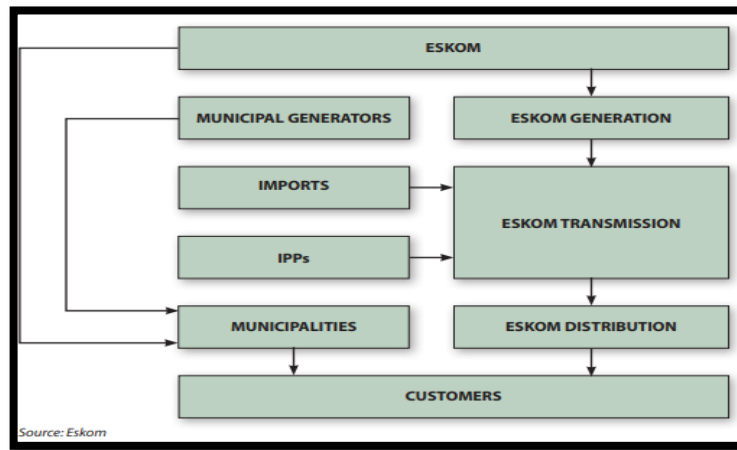 ESKOM
MUNICIPAL GENERATORS
ESKOM GENERATION
IMPORTS
ESKOM TRANSMISSION
IPPs
MUNICIPALITIES
ESKOM DISTRIBUTION
CUSTOMERS
Source: Eskom